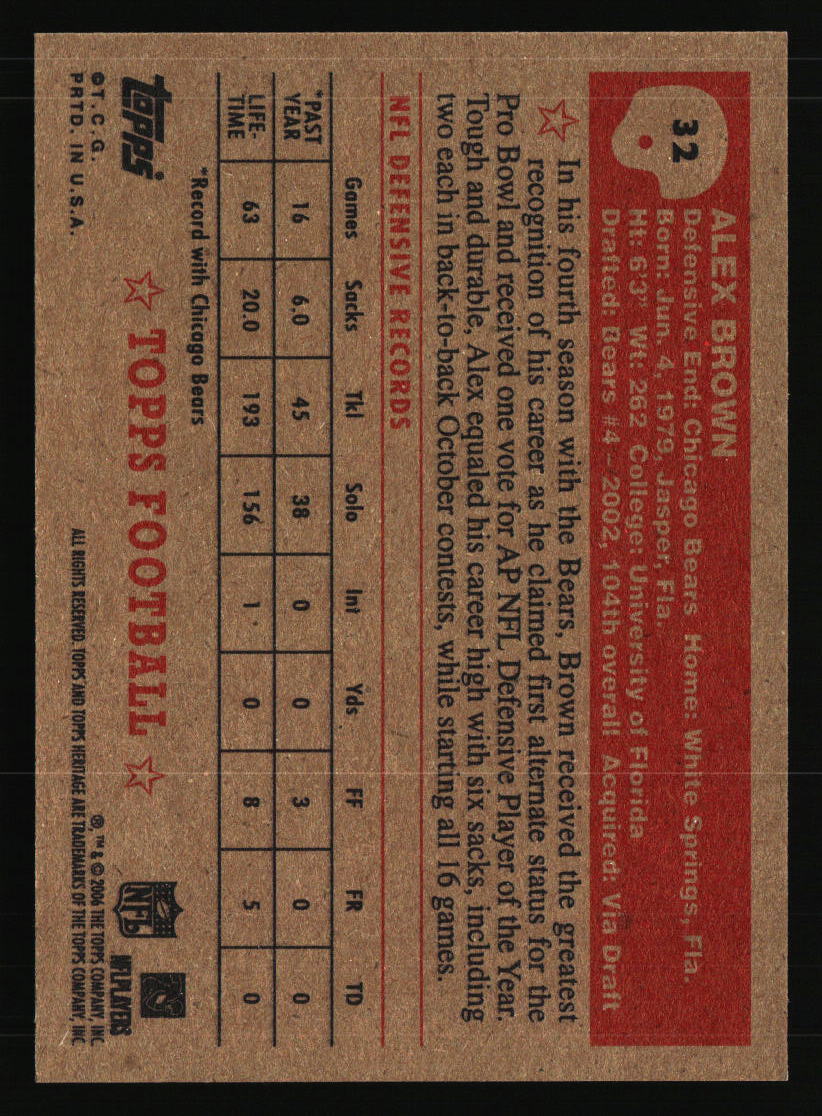 32
ALEX BROWN
Defensive End: Chicago Bears Home: White Springs, Fla.
Born: Jun. 4, 1979, Jasper, Fla.
Ht: 6'3" Wt: 262 College: University of Florida
Drafted: Bears #4 - 2002, 104th overall Acquired: Via Draft
In his fourth season with the Bears, Brown received the greatest
recognition of his career as he claimed first alternate status for the
Pro Bowl and received one vote for AP NFL Defensive Player of the Year.
Tough and durable, Alex equaled his career high with six sacks, including
two each in back-to-back October contests, while starting all 16 games.
NFL DEFENSIVE RECORDS
Games Sacks Tkl Solo Int Yds FF FR TD
*PAST YEAR 16 6.0 45 38 0 0 3 0 0
LIFE-TIME 63 20.0 193 156 1 0 8 5 0
*Record with Chicago Bears
topps
TOPPS FOOTBALL
NFL
NFL PLAYERS
©T.C.G.
PRTD. IN U.S.A.
®, ™ & © 2006 THE TOPPS COMPANY, INC.
ALL RIGHTS RESERVED. TOPPS AND TOPPS HERITAGE ARE TRADEMARKS OF THE TOPPS COMPANY, INC.